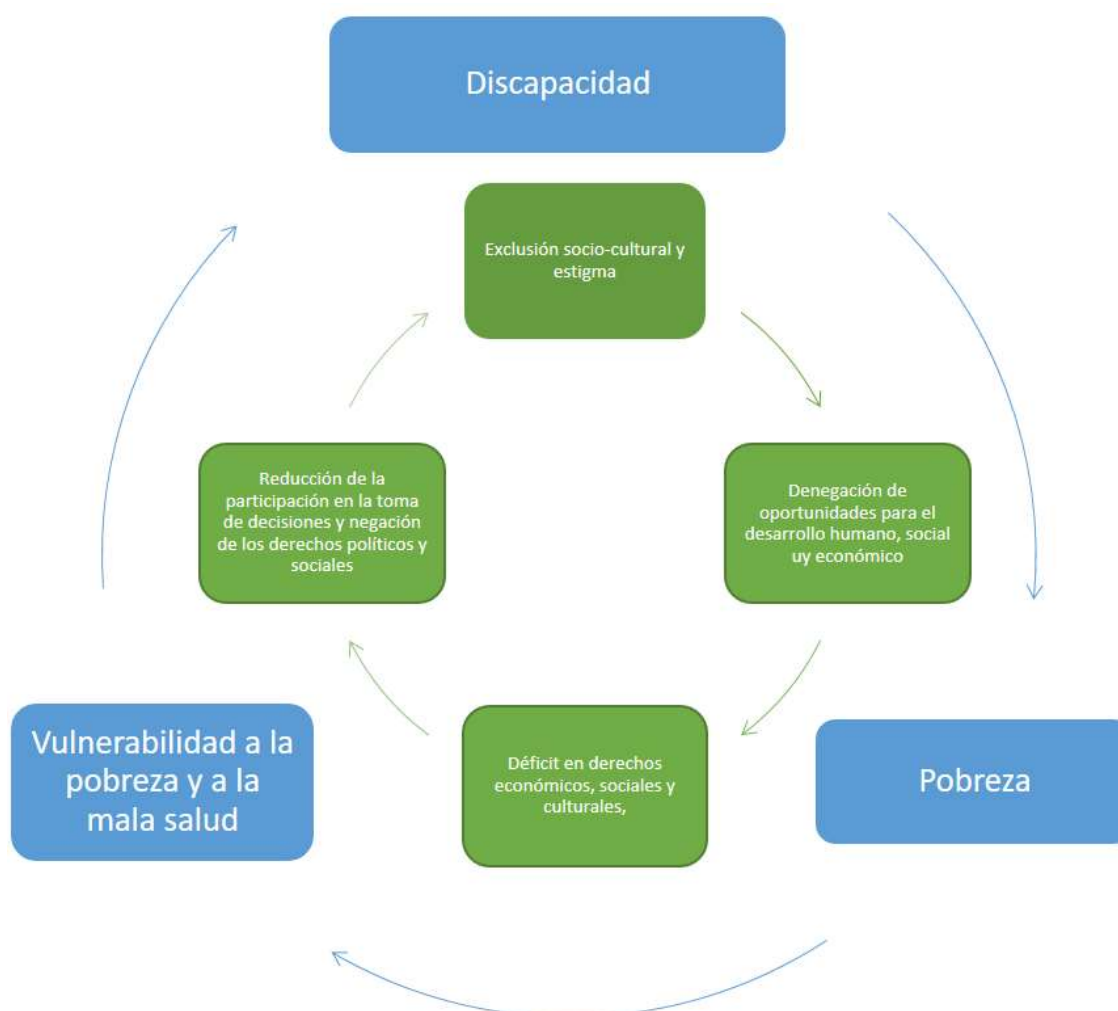 Discapacidad
Exclusión socio-cultural y
estigma
Reducción de la
participación en la toma
de decisiones y negación
de los derechos políticos y
sociales
Denegación de
oportunidades para el
desarrollo humano, social
uy económico
Vulnerabilidad a la
pobreza y a la
mala salud
Déficit en derechos
económicos, sociales y
culturales,
Pobreza